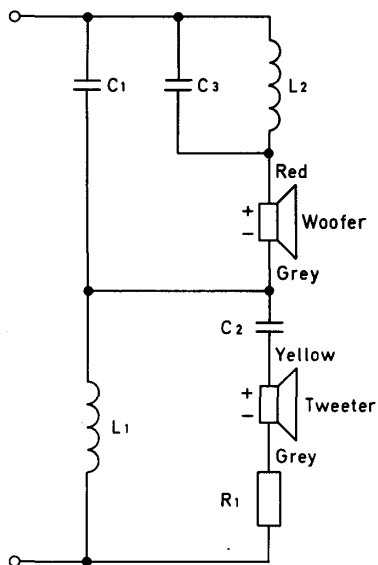 C1
C3
L2
Red
+
−
Woofer
Grey
C2
Yellow
+
−
Tweeter
L1
Grey
R1